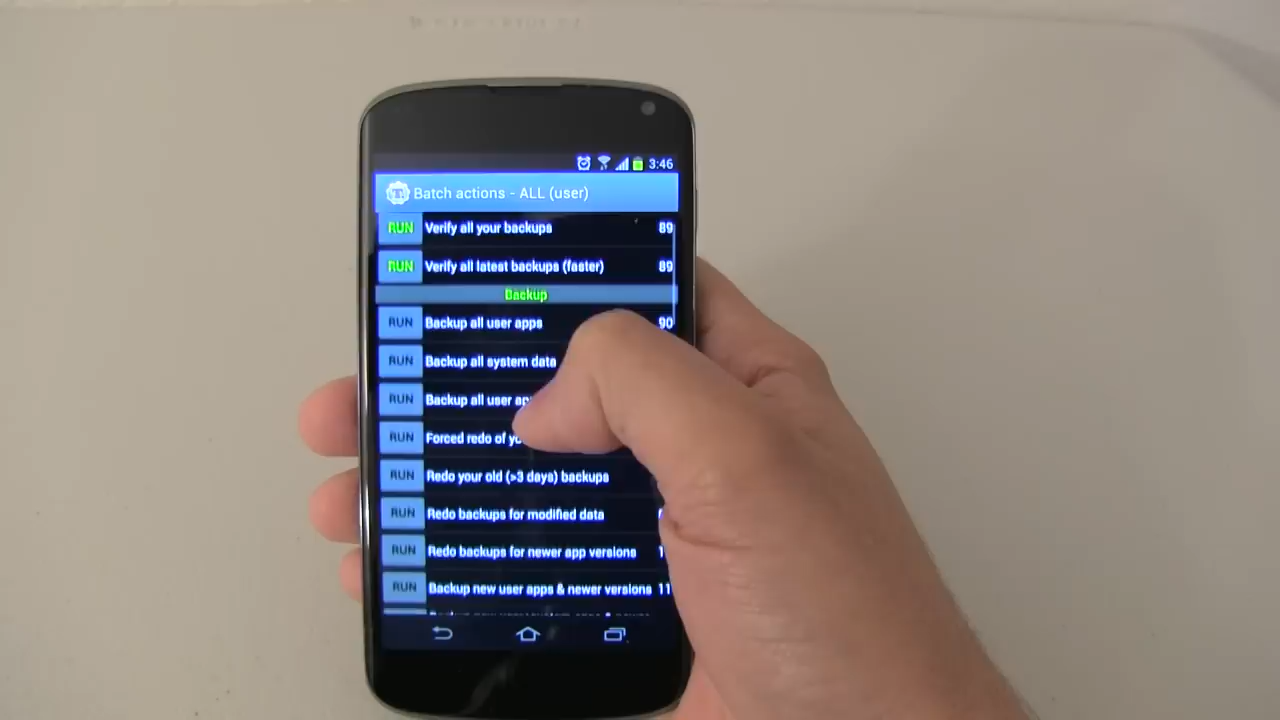 3:46
Batch actions - ALL (user)
RUN Verify all your backups 89
RUN Verify all latest backups (faster) 89
Backup
RUN Backup all user apps 90
RUN Backup all system data
RUN Backup all user
RUN Forced redo of
RUN Redo your old (>3 days) backups
RUN Redo backups for modified data
RUN Redo backups for newer app versions
RUN Backup new user apps & newer versions 11